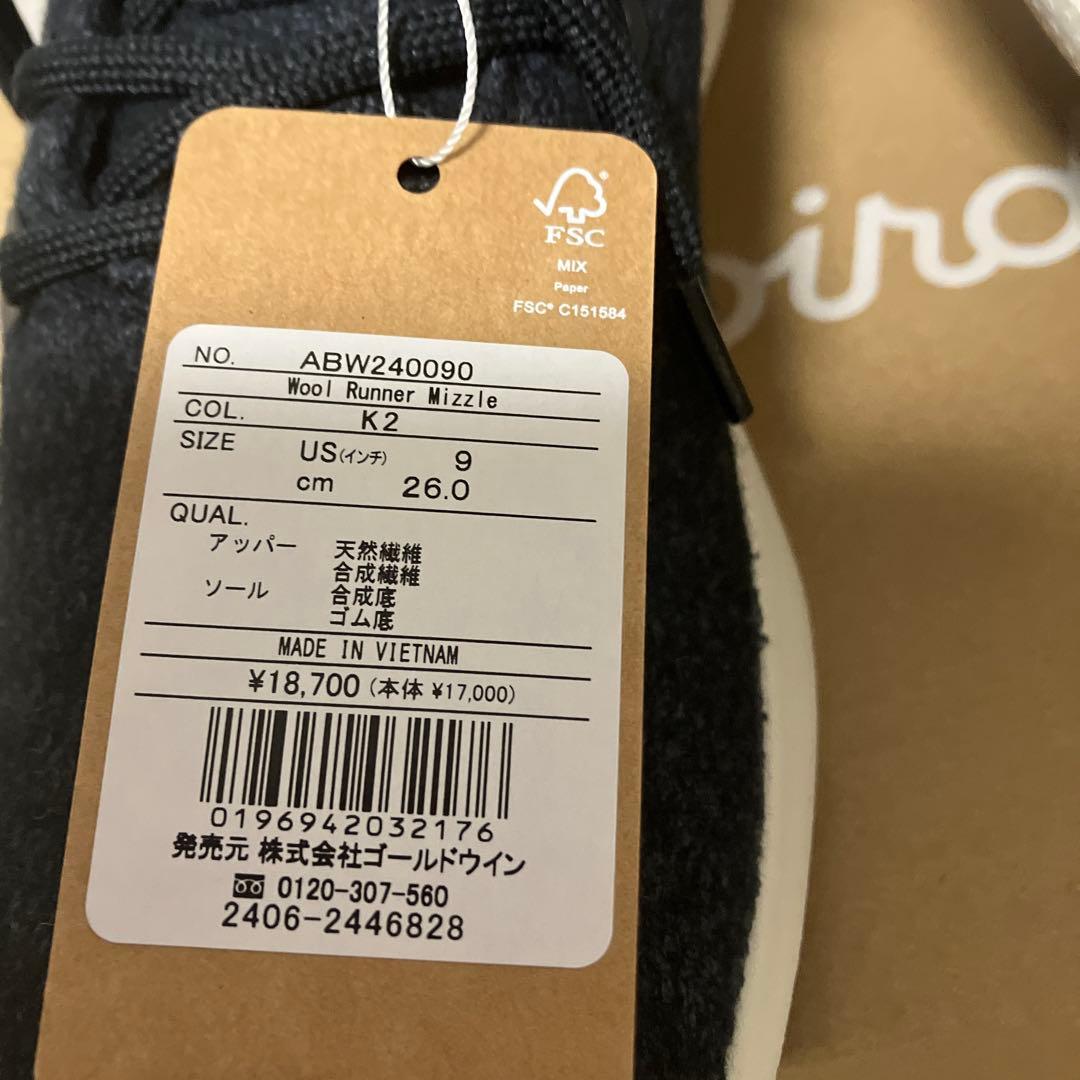 FSC
MIX
Paper
FSC® C151584
NO. ABW240090
Wool Runner Mizzle
COL. K2
SIZE US(インチ) 9
cm 26.0
QUAL.
アッパー 天然繊維
合成繊維
ソール 合成底
ゴム底
MADE IN VIETNAM
¥18,700 (本体 ¥17,000)
0196942032176
発売元 株式会社ゴールドウイン
0120-307-560
2406-2446828